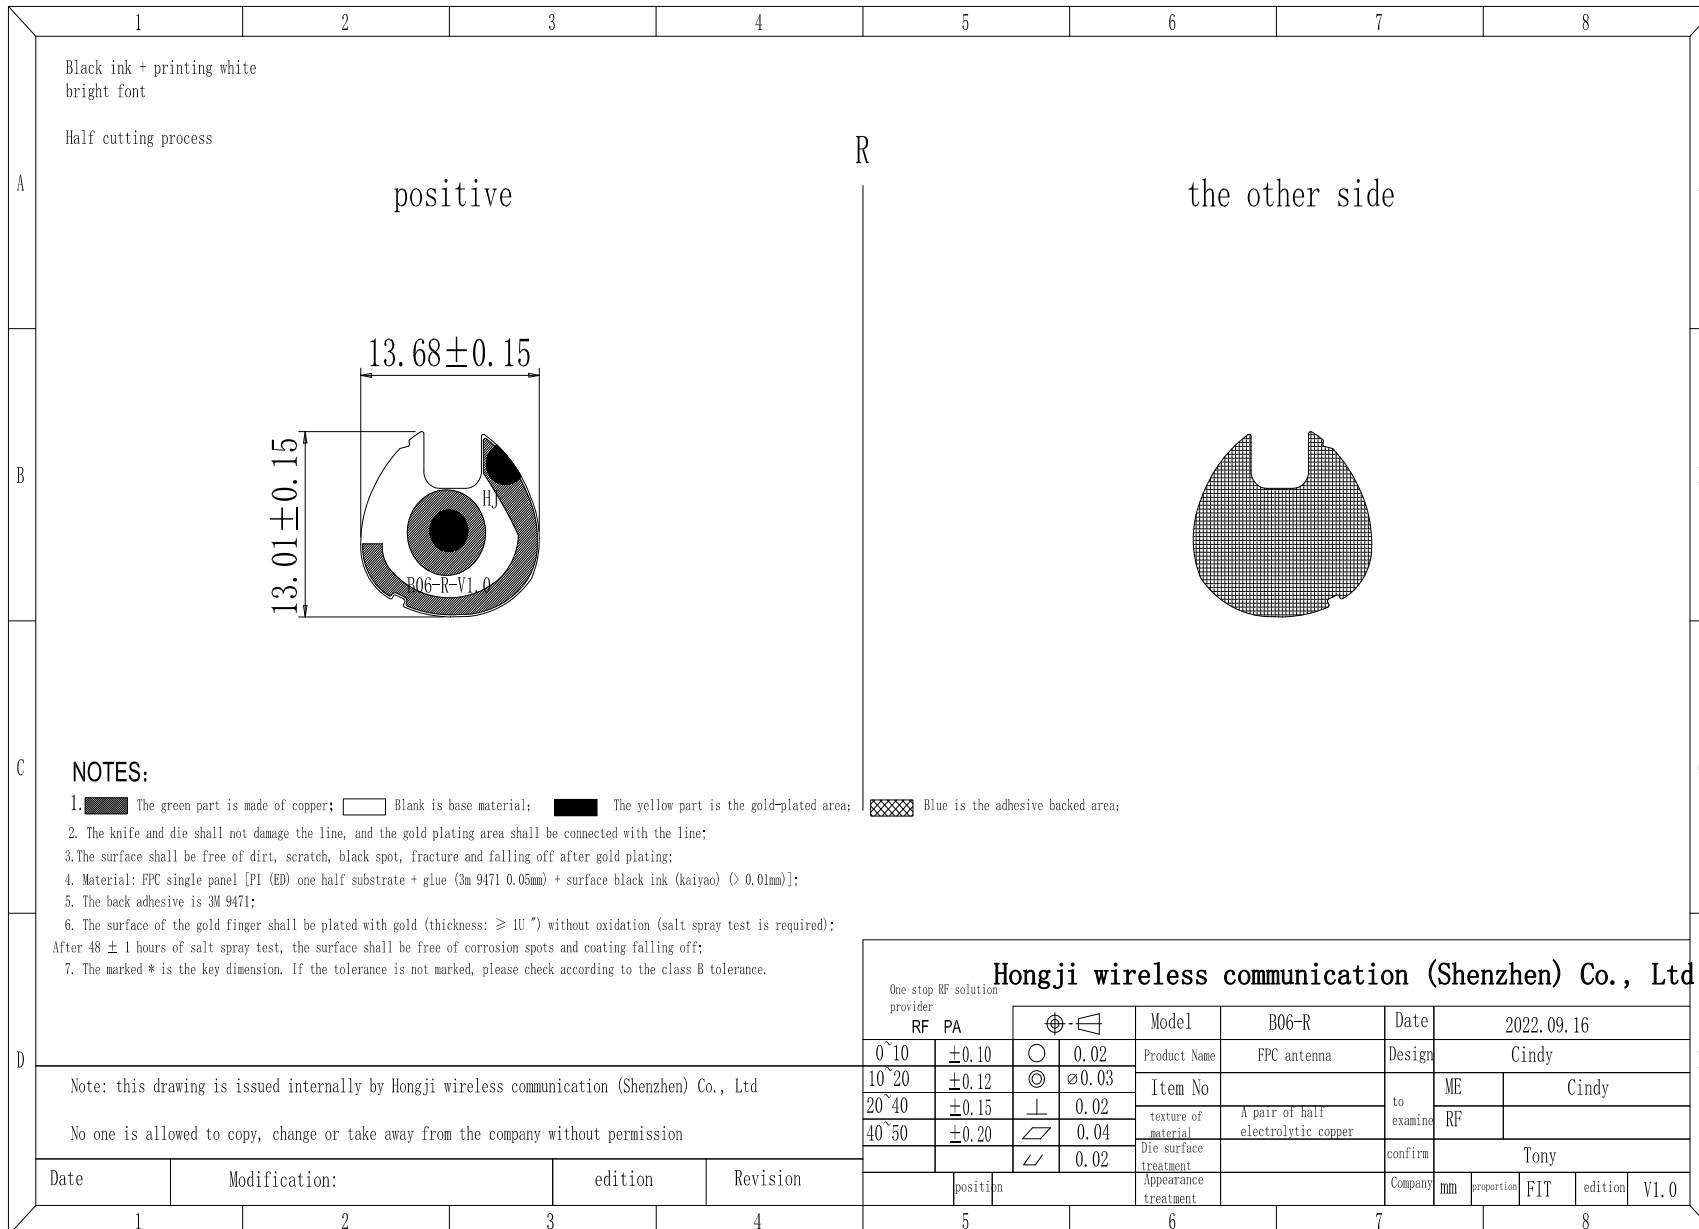 1 2 3 4 5 6 7 8
Black ink + printing white
bright font
Half cutting process
R
A
positive
the other side
13.68±0.15
13.01±0.15
B
HJ
B06-R-V1.0
C
NOTES:
1. The green part is made of copper; Blank is base material; The yellow part is the gold-plated area; Blue is the adhesive backed area;
2. The knife and die shall not damage the line, and the gold plating area shall be connected with the line;
3.The surface shall be free of dirt, scratch, black spot, fracture and falling off after gold plating;
4. Material: FPC single panel [PI (ED) one half substrate + glue (3m 9471 0.05mm) + surface black ink (kaiyao) (> 0.01mm)];
5. The back adhesive is 3M 9471;
6. The surface of the gold finger shall be plated with gold (thickness: ≥ 1U ″) without oxidation (salt spray test is required);
After 48 ± 1 hours of salt spray test, the surface shall be free of corrosion spots and coating falling off;
7. The marked * is the key dimension. If the tolerance is not marked, please check according to the class B tolerance.
D
Note: this drawing is issued internally by Hongji wireless communication (Shenzhen) Co., Ltd
No one is allowed to copy, change or take away from the company without permission
Date Modification: edition Revision
Hongji wireless communication (Shenzhen) Co., Ltd
One stop RF solution
provider
RF PA
Model B06-R Date 2022.09.16
0~10 ±0.10 0.02 Product Name FPC antenna Design Cindy
10~20 ±0.12 ⌀0.03 Item No ME Cindy
20~40 ±0.15 0.02 texture of material A pair of half electrolytic copper to examine RF
40~50 ±0.20 0.04
0.02 Die surface treatment confirm Tony
position Appearance treatment Company mm proportion FIT edition V1.0
1 2 3 4 5 6 7 8